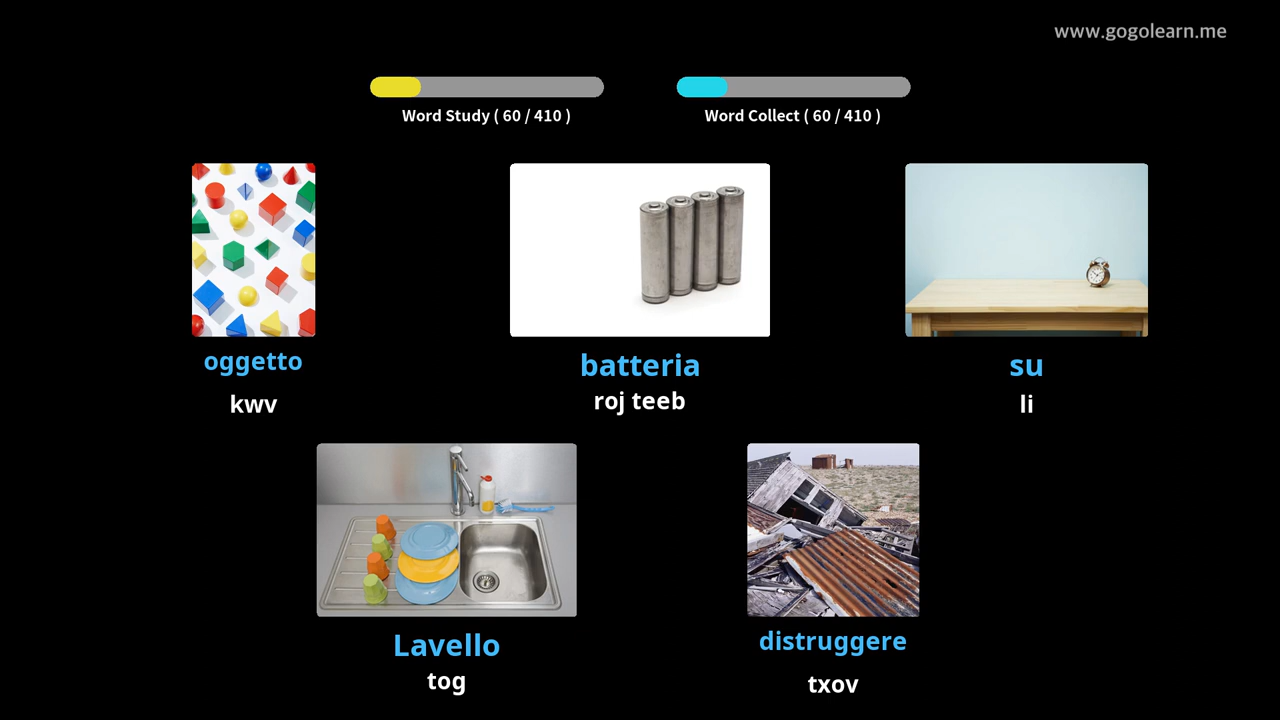 www.gogolearn.me
Word Study ( 60 / 410 )
Word Collect ( 60 / 410 )
oggetto
kwv
batteria
roj teeb
su
li
Lavello
tog
distruggere
txov